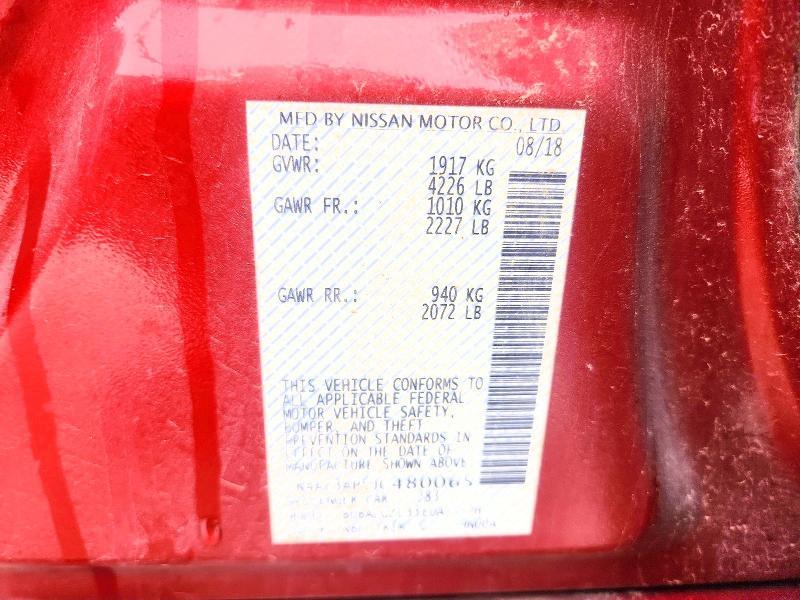 MFD BY NISSAN MOTOR CO., LTD
DATE: 08/18
GVWR: 1917 KG
4226 LB
GAWR FR.: 1010 KG
2227 LB
GAWR RR.: 940 KG
2072 LB
THIS VEHICLE CONFORMS TO
ALL APPLICABLE FEDERAL
MOTOR VEHICLE SAFETY,
BUMPER, AND THEFT
PREVENTION STANDARDS IN
EFFECT ON THE DATE OF
MANUFACTURE SHOWN ABOVE
PASSENGER CAR